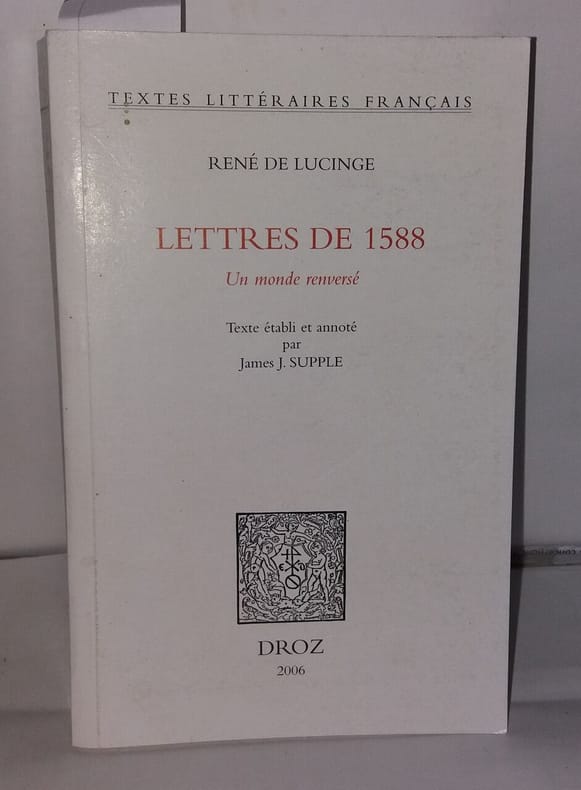 TEXTES LITTÉRAIRES FRANÇAIS
RENÉ DE LUCINGE
LETTRES DE 1588
Un monde renversé
Texte établi et annoté
par
James J. SUPPLE
E D
DROZ
2006